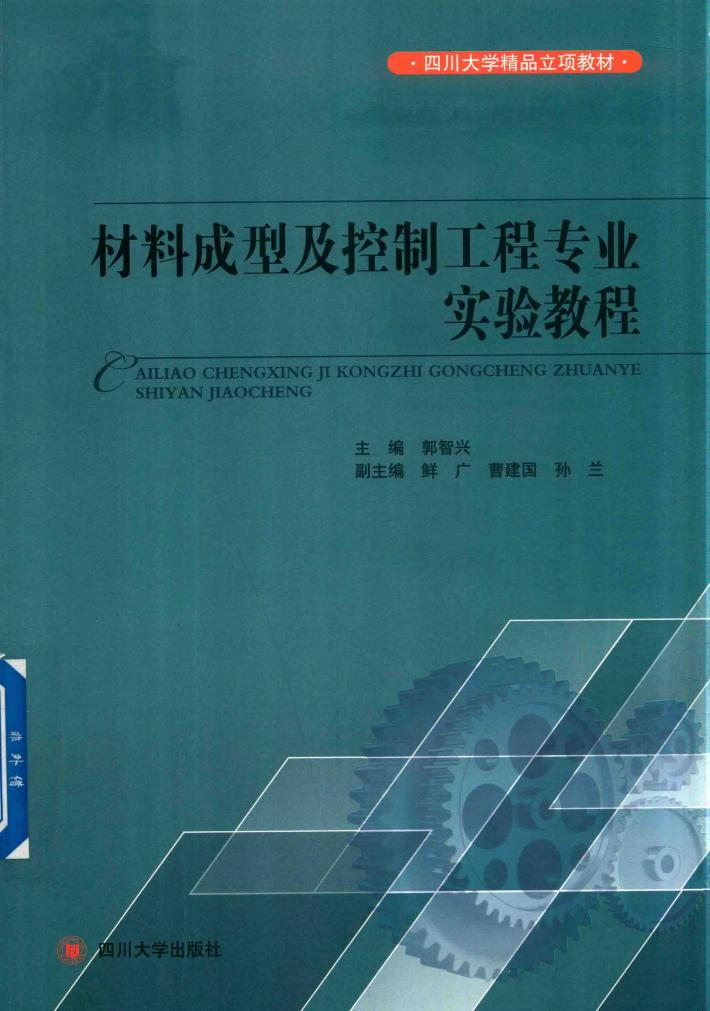 · 四川大学精品立项教材 ·
材料成型及控制工程专业
实验教程
CAILIAO CHENGXING JI KONGZHI GONGCHENG ZHUANYE
SHIYAN JIAOCHENG
主 编 郭智兴
副主编 鲜 广 曹建国 孙 兰
四川大学出版社